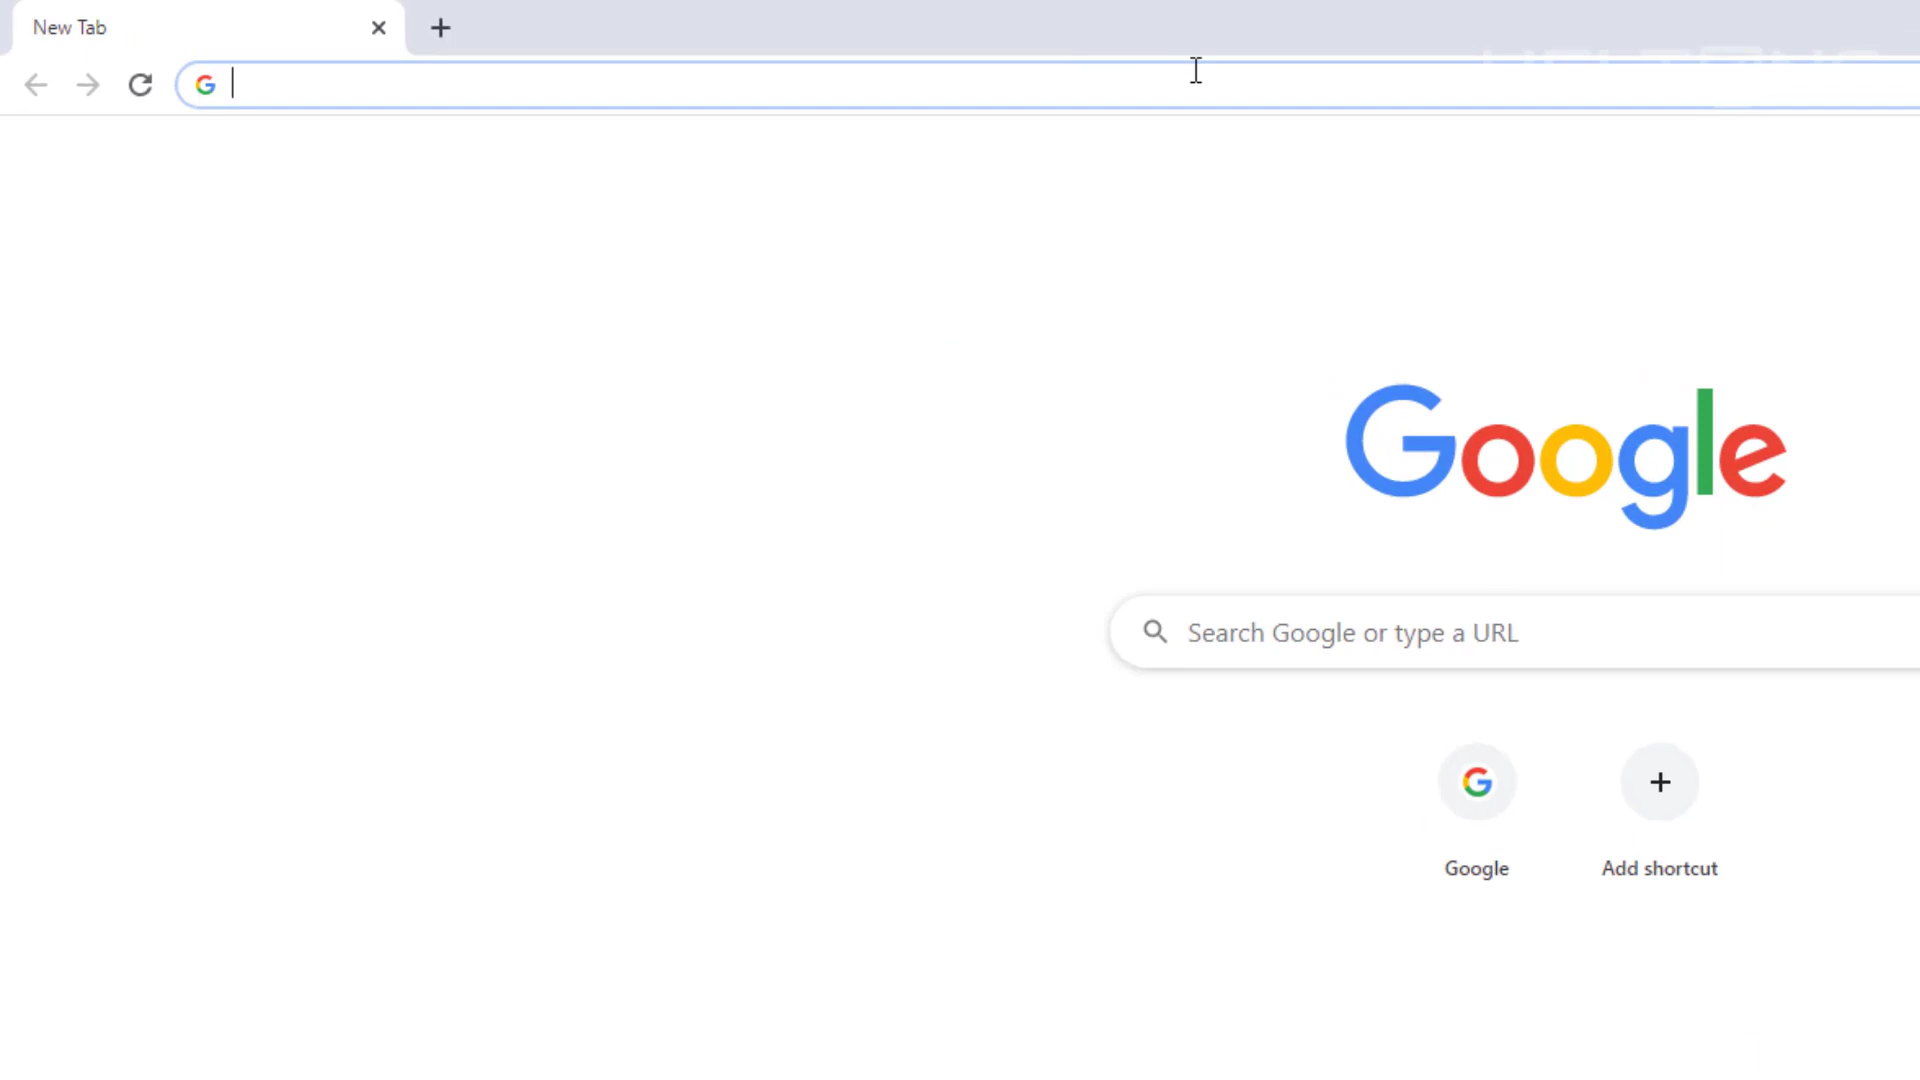 New Tab
Google
Search Google or type a URL
Google
Add shortcut